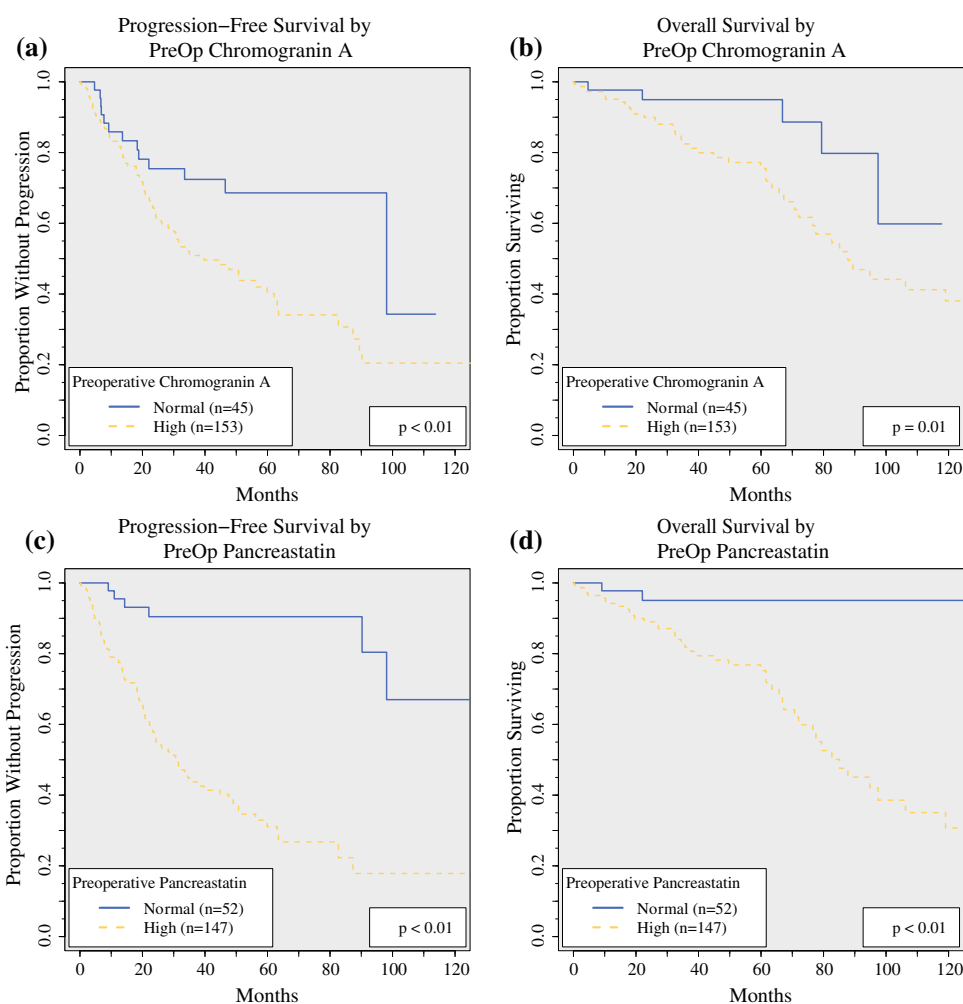 (a)
Progression−Free Survival by
PreOp Chromogranin A
Proportion Without Progression
1.0
0.8
0.6
0.4
0.2
0.0
Preoperative Chromogranin A
Normal (n=45)
High (n=153)
p < 0.01
0 20 40 60 80 100 120
Months
(b)
Overall Survival by
PreOp Chromogranin A
Proportion Surviving
1.0
0.8
0.6
0.4
0.2
0.0
Preoperative Chromogranin A
Normal (n=45)
High (n=153)
p = 0.01
0 20 40 60 80 100 120
Months
(c)
Progression−Free Survival by
PreOp Pancreastatin
Proportion Without Progression
1.0
0.8
0.6
0.4
0.2
0.0
Preoperative Pancreastatin
Normal (n=52)
High (n=147)
p < 0.01
0 20 40 60 80 100 120
Months
(d)
Overall Survival by
PreOp Pancreastatin
Proportion Surviving
1.0
0.8
0.6
0.4
0.2
0.0
Preoperative Pancreastatin
Normal (n=52)
High (n=147)
p < 0.01
0 20 40 60 80 100 120
Months